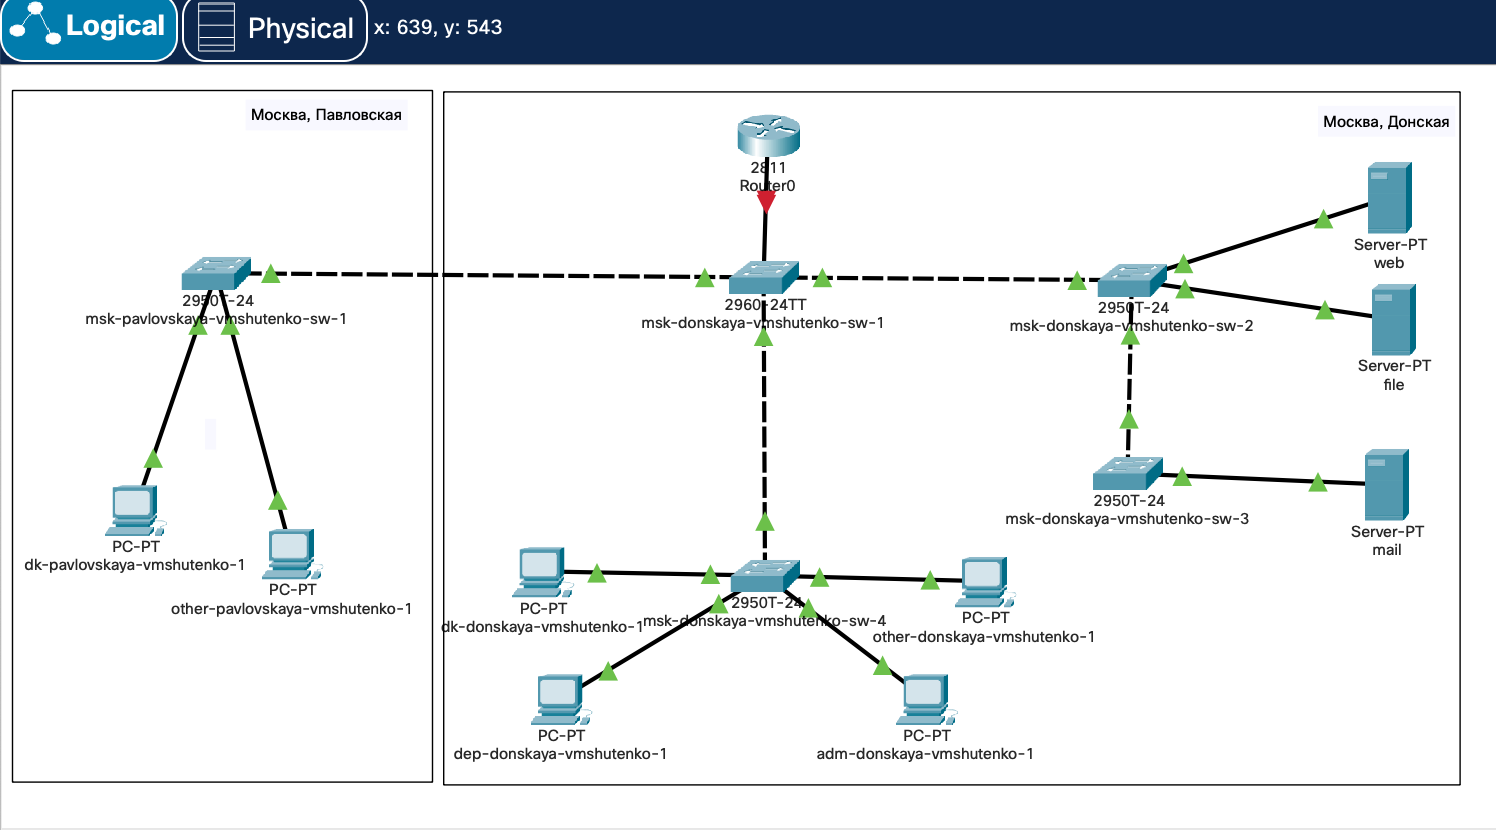 Logical
Physical
x: 639, y: 543
Москва, Павловская
Москва, Донская
2811
Router0
Server-PT
web
2950T-24
msk-pavlovskaya-vmshutenko-sw-1
2960-24TT
msk-donskaya-vmshutenko-sw-1
2950T-24
msk-donskaya-vmshutenko-sw-2
Server-PT
file
2950T-24
msk-donskaya-vmshutenko-sw-3
Server-PT
mail
PC-PT
dk-pavlovskaya-vmshutenko-1
PC-PT
other-pavlovskaya-vmshutenko-1
PC-PT
dk-donskaya-vmshutenko-1
2950T-24
msk-donskaya-vmshutenko-sw-4
PC-PT
other-donskaya-vmshutenko-1
PC-PT
dep-donskaya-vmshutenko-1
PC-PT
adm-donskaya-vmshutenko-1